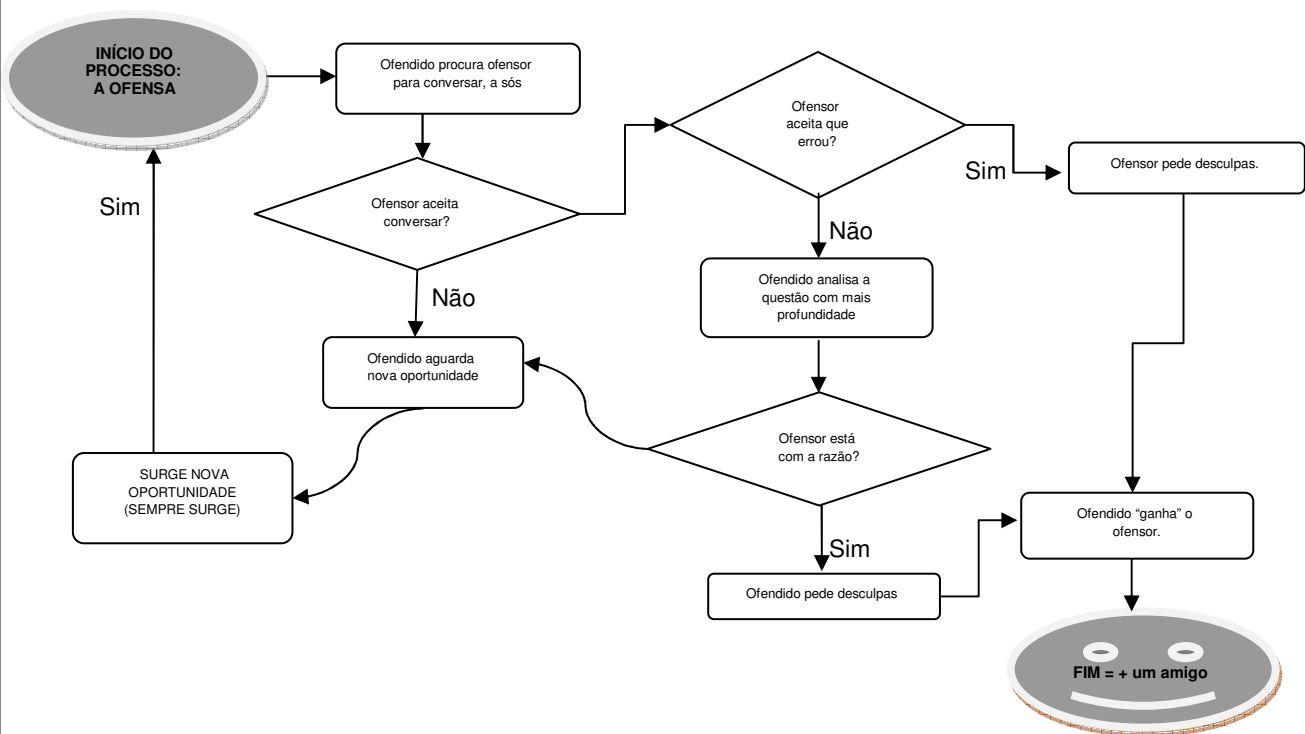 INÍCIO DO
PROCESSO:
A OFENSA
Ofendido procura ofensor
para conversar, a sós
Ofensor
aceita que
errou?
Sim
Ofensor pede desculpas.
Sim
Ofensor aceita
conversar?
Não
Não
Ofendido analisa a
questão com mais
profundidade
Ofendido aguarda
nova oportunidade
Ofensor está
com a razão?
SURGE NOVA
OPORTUNIDADE
(SEMPRE SURGE)
Ofendido “ganha” o
ofensor.
Sim
Ofendido pede desculpas
FIM = + um amigo